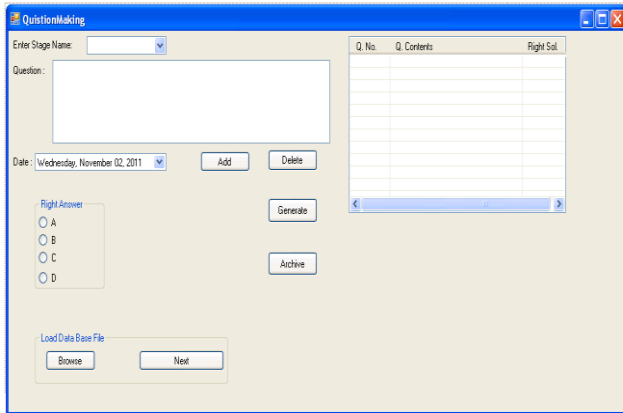 QuistionMaking
Enter Stage Name:
Question :
Date : Wednesday, November 02, 2011
Add
Delete
Right Answer
A
B
C
D
Generate
Archive
Load Data Base File
Browse
Next
Q. No. Q. Contents Right Sol.